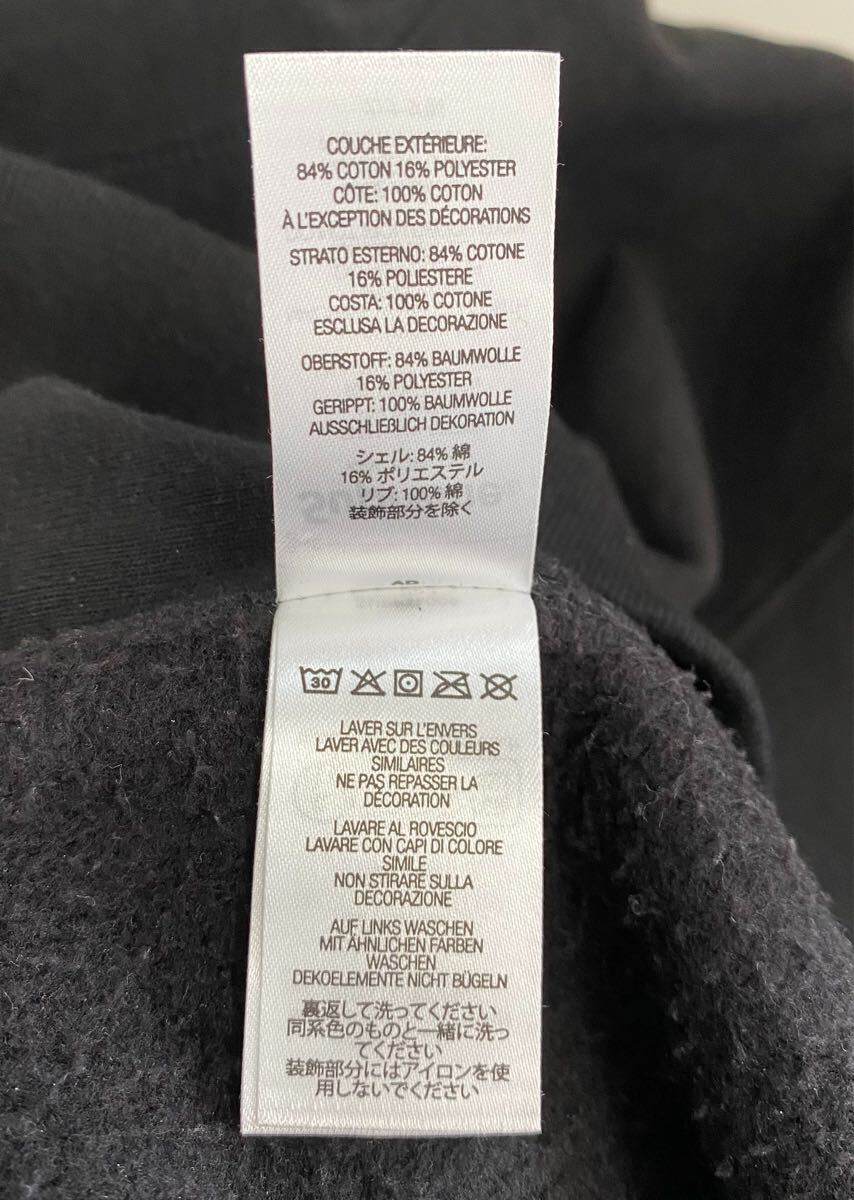 COUCHE EXTÉRIEURE:
84% COTON 16% POLYESTER
CÔTE: 100% COTON
À L'EXCEPTION DES DÉCORATIONS
STRATO ESTERNO: 84% COTONE
16% POLIESTERE
COSTA: 100% COTONE
ESCLUSA LA DECORAZIONE
OBERSTOFF: 84% BAUMWOLLE
16% POLYESTER
GERIPPT: 100% BAUMWOLLE
AUSSCHLIEßLICH DEKORATION
シェル: 84% 綿
16% ポリエステル
リブ: 100% 綿
装飾部分を除く
30
LAVER SUR L'ENVERS
LAVER AVEC DES COULEURS
SIMILAIRES
NE PAS REPASSER LA
DÉCORATION
LAVARE AL ROVESCIO
LAVARE CON CAPI DI COLORE
SIMILE
NON STIRARE SULLA
DECORAZIONE
AUF LINKS WASCHEN
MIT ÄHNLICHEN FARBEN
WASCHEN
DEKOELEMENTE NICHT BÜGELN
裏返して洗ってください
同系色のものと一緒に洗っ
てください
装飾部分にはアイロンを使
用しないでください